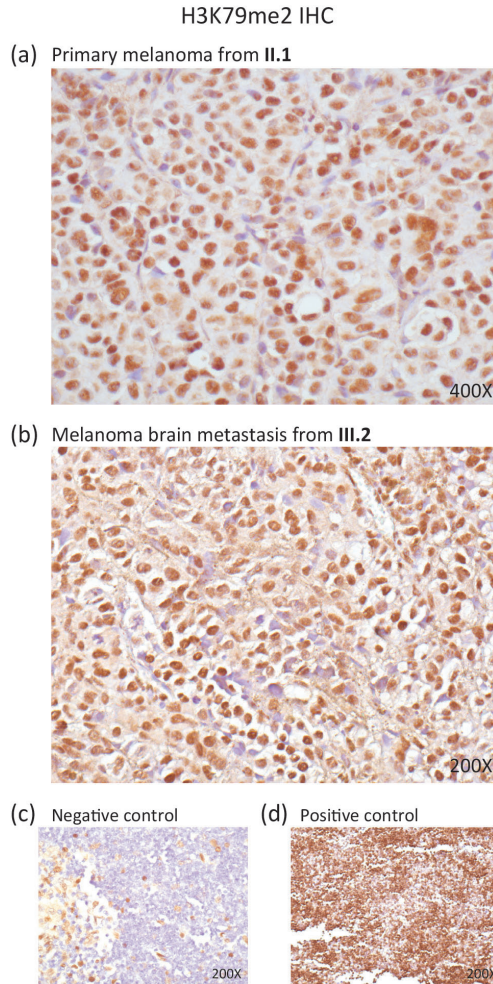 H3K79me2 IHC
(a) Primary melanoma from II.1
400X
(b) Melanoma brain metastasis from III.2
200X
(c) Negative control
(d) Positive control
200X
200X